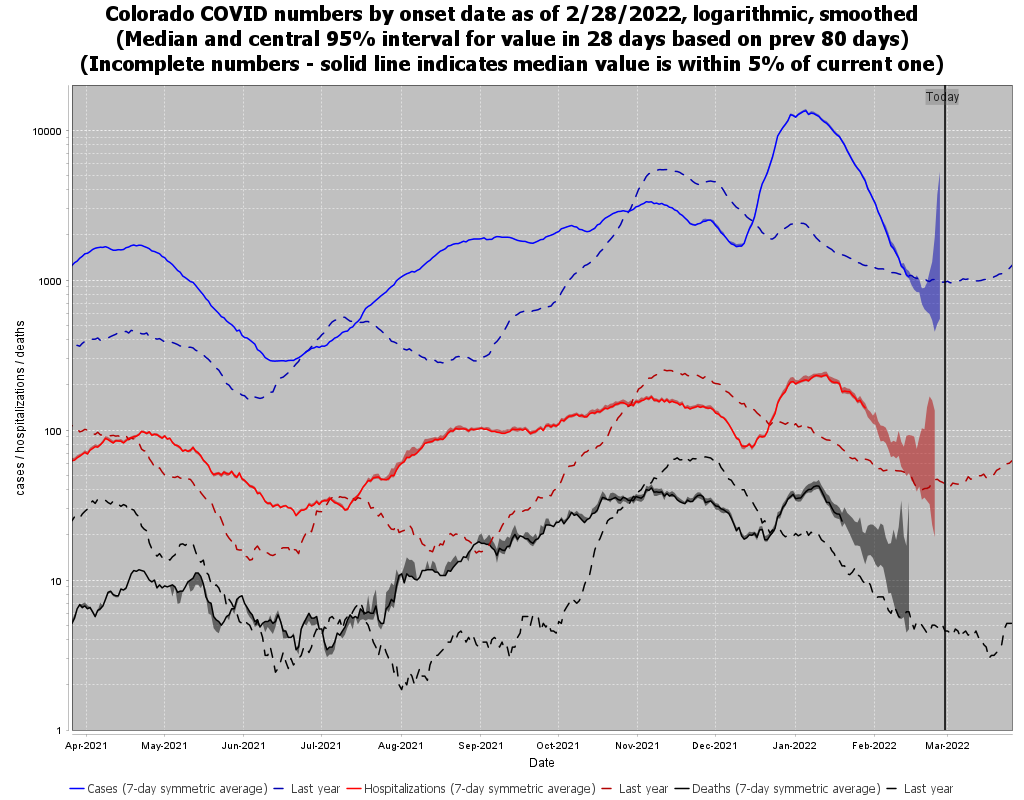 Colorado COVID numbers by onset date as of 2/28/2022, logarithmic, smoothed
(Median and central 95% interval for value in 28 days based on prev 80 days)
(Incomplete numbers - solid line indicates median value is within 5% of current one)
Today
10000
1000
100
10
1
cases / hospitalizations / deaths
Apr-2021 May-2021 Jun-2021 Jul-2021 Aug-2021 Sep-2021 Oct-2021 Nov-2021 Dec-2021 Jan-2022 Feb-2022 Mar-2022
Date
Cases (7-day symmetric average) Last year Hospitalizations (7-day symmetric average) Last year Deaths (7-day symmetric average) Last year